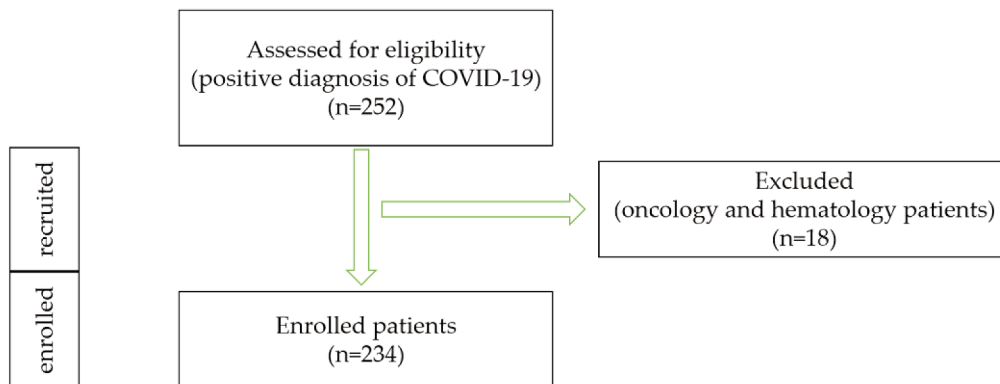 Assessed for eligibility
(positive diagnosis of COVID-19)
(n=252)
recruited
Excluded
(oncology and hematology patients)
(n=18)
enrolled
Enrolled patients
(n=234)